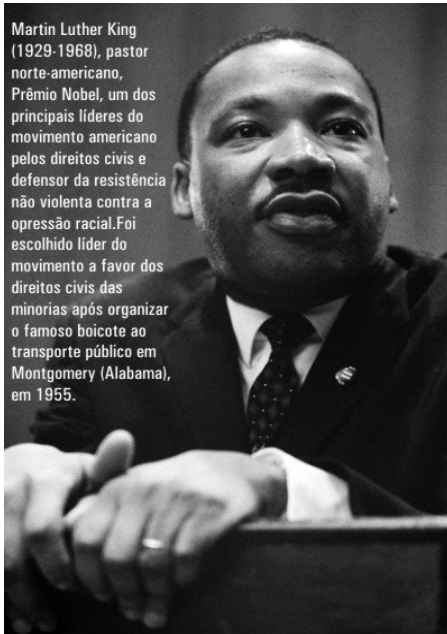 Martin Luther King
(1929-1968), pastor
norte-americano,
Prêmio Nobel, um dos
principais líderes do
movimento americano
pelos direitos civis e
defensor da resistência
não violenta contra a
opressão racial.Foi
escolhido líder do
movimento a favor dos
direitos civis das
minorias após organizar
o famoso boicote ao
transporte público em
Montgomery (Alabama),
em 1955.